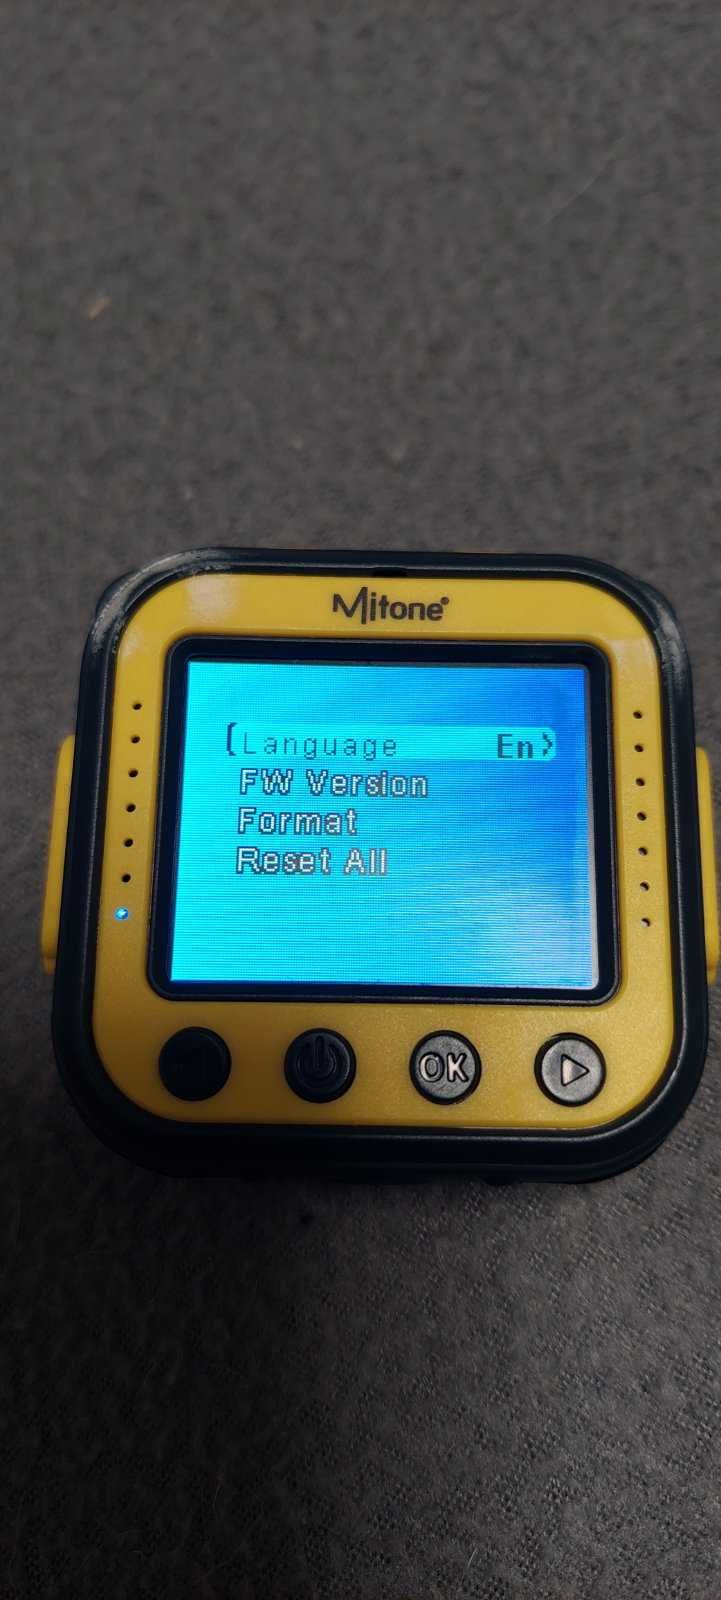 Mitone®
Language En
FW Version
Format
Reset All
OK